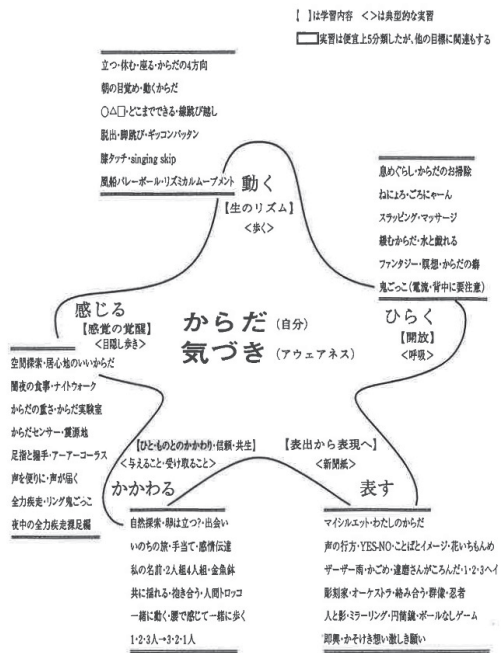 【 】は学習内容 <>は典型的な実習
実習は便宜上5分類したが、他の目標に関連もする
立つ・休む・座る・からだの4方向
朝の目覚め・動くからだ
○△□・どこまでできる・線跳び越し
脱出・脚跳び・ギッコンバッタン
膝タッチ・singing skip
風船バレーボール・リズミカルムーブメント
動く
【生のリズム】
<歩く>
息めぐらし・からだのお掃除
ねにょろ・ごろにゃーん
スラッピング・マッサージ
緩むからだ・水と戯れる
ファンタジー・瞑想・からだの癖
鬼ごっこ(電流・背中に要注意)
ひらく
【開放】
<呼吸>
感じる
【感覚の覚醒】
<目隠し歩き>
空間探索・居心地のいいからだ
闇夜の食事・ナイトウォーク
からだの重さ・からだ実験室
からだセンサー・震源地
足指と握手・アーアーコーラス
声を便りに・声が届く
全力疾走・リング鬼ごっこ
夜中の全力疾走裸足編
からだ(自分)
気づき(アウェアネス)
【ひと・ものとのかかわり・信頼・共生】
<与えること・受け取ること>
かかわる
自然探索・卵は立つ?・出会い
いのちの旅・手当て・感情伝達
私の名前・2人組4人組・金魚鉢
共に揺れる・抱き合う・人間トロッコ
一緒に動く・腰で感じて一緒に歩く
1・2・3人→3・2・1人
【表出から表現へ】
<新聞紙>
表す
マイシルエット・わたしのからだ
声の行方・YES-NO・ことばとイメージ・花いちもんめ
ザーザー雨・かごめ・達磨さんがころんだ・1・2・3ヘイ
彫刻家・オーケストラ・絡み合う・群像・忍者
人と影・ミラーリング・円筒鏡・ボールなしゲーム
即興・かそけき想い激しき願い